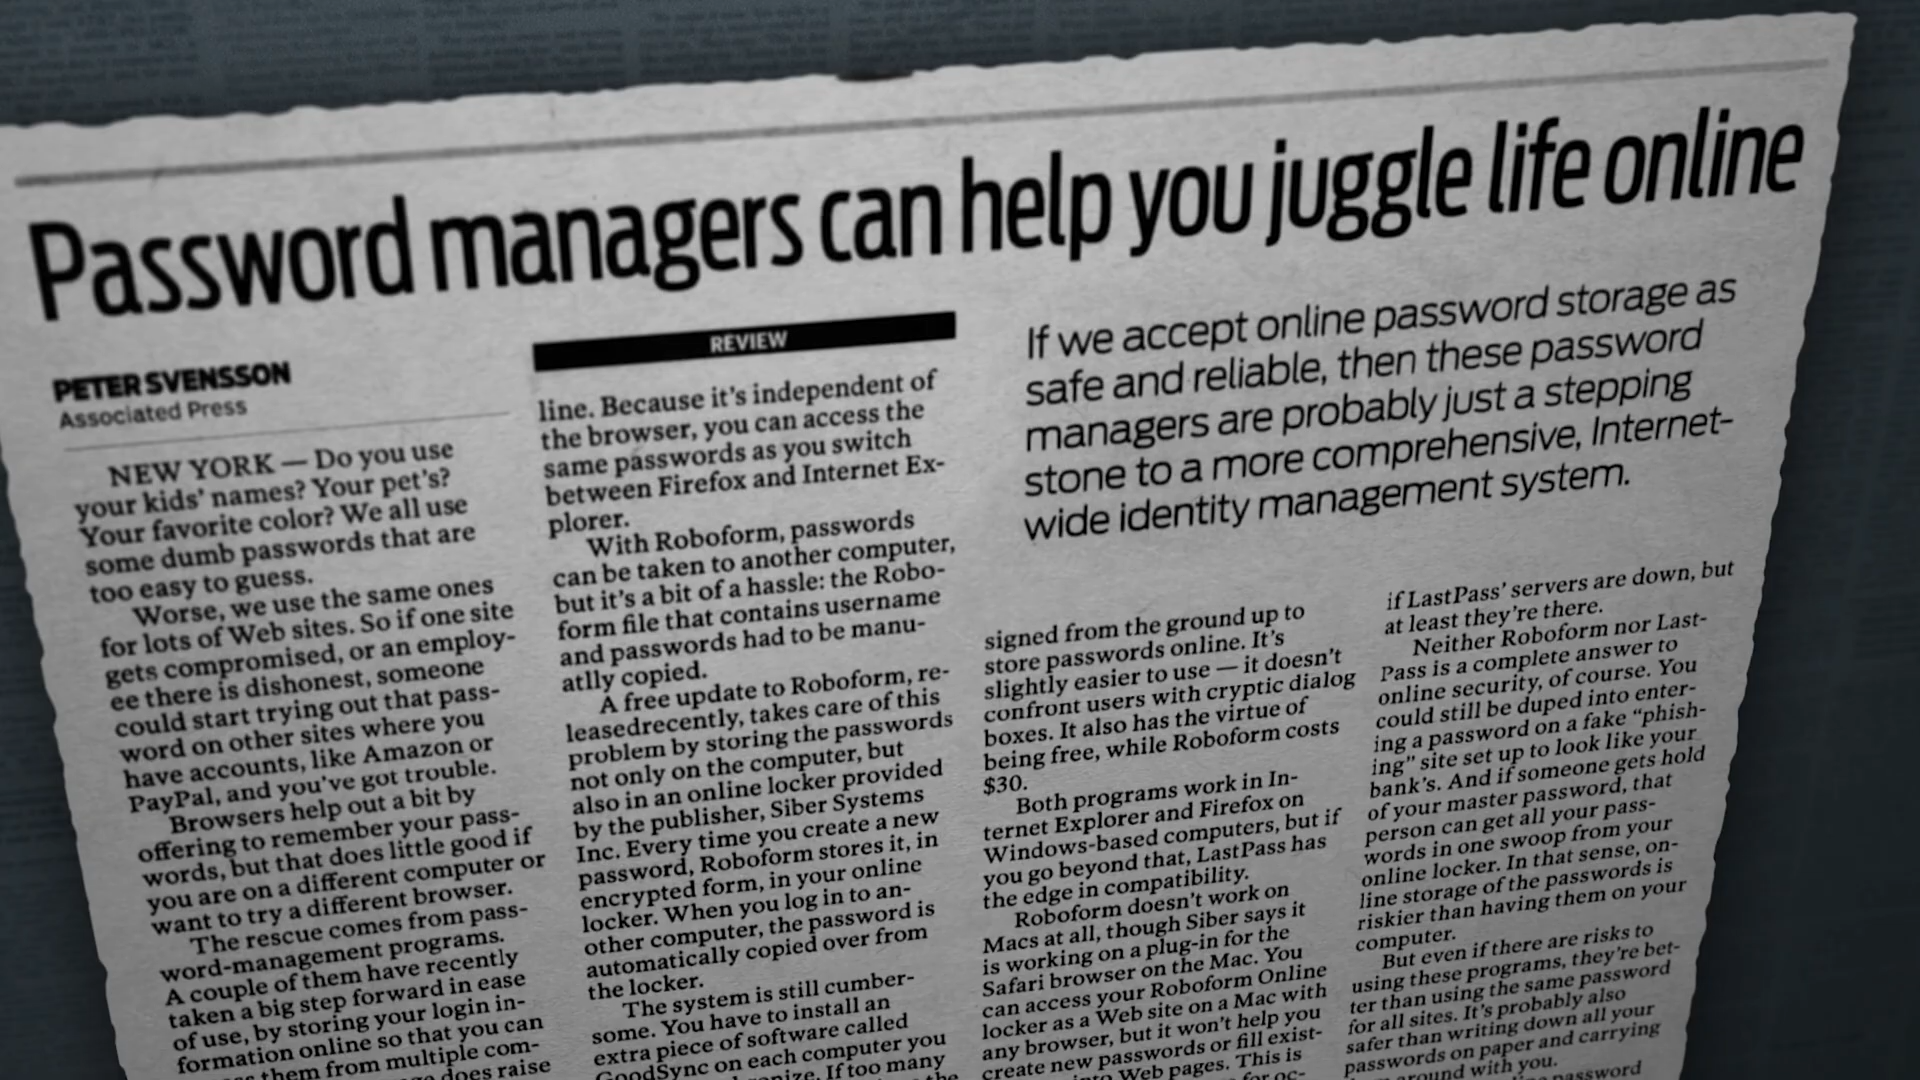 Password managers can help you juggle life online
PETER SVENSSON
Associated Press
NEW YORK — Do you use
your kids' names? Your pet's?
Your favorite color? We all use
some dumb passwords that are
too easy to guess.
Worse, we use the same ones
for lots of Web sites. So if one site
gets compromised, or an employ-
ee there is dishonest, someone
could start trying out that pass-
word on other sites where you
have accounts, like Amazon or
PayPal, and you've got trouble.
Browsers help out a bit by
offering to remember your pass-
words, but that does little good if
you are on a different computer or
want to try a different browser.
The rescue comes from pass-
word-management programs.
A couple of them have recently
taken a big step forward in ease
of use, by storing your login in-
formation online so that you can
them from multiple com-
does raise
REVIEW
line. Because it's independent of
the browser, you can access the
same passwords as you switch
between Firefox and Internet Ex-
plorer.
With Roboform, passwords
can be taken to another computer,
but it's a bit of a hassle: the Robo-
form file that contains username
and passwords had to be manu-
atlly copied.
A free update to Roboform, re-
leasedrecently, takes care of this
problem by storing the passwords
not only on the computer, but
also in an online locker provided
by the publisher, Siber Systems
Inc. Every time you create a new
password, Roboform stores it, in
encrypted form, in your online
locker. When you log in to an-
other computer, the password is
automatically copied over from
the locker.
The system is still cumber-
some. You have to install an
extra piece of software called
GoodSync on each computer you
If too many
If we accept online password storage as
safe and reliable, then these password
managers are probably just a stepping
stone to a more comprehensive, Internet-
wide identity management system.
signed from the ground up to
store passwords online. It's
slightly easier to use — it doesn't
confront users with cryptic dialog
boxes. It also has the virtue of
being free, while Roboform costs
$30.
Both programs work in In-
ternet Explorer and Firefox on
Windows-based computers, but if
you go beyond that, LastPass has
the edge in compatibility.
Roboform doesn't work on
Macs at all, though Siber says it
is working on a plug-in for the
Safari browser on the Mac. You
can access your Roboform Online
locker as a Web site on a Mac with
any browser, but it won't help you
create new passwords or fill exist-
into Web pages. This is
if LastPass' servers are down, but
at least they're there.
Neither Roboform nor Last-
Pass is a complete answer to
online security, of course. You
could still be duped into enter-
ing a password on a fake "phish-
ing" site set up to look like your
bank's. And if someone gets hold
of your master password, that
person can get all your pass-
words in one swoop from your
online locker. In that sense, on-
line storage of the passwords is
riskier than having them on your
computer.
But even if there are risks to
using these programs, they're bet-
ter than using the same password
for all sites. It's probably also
safer than writing down all your
passwords on paper and carrying
around with you.
password